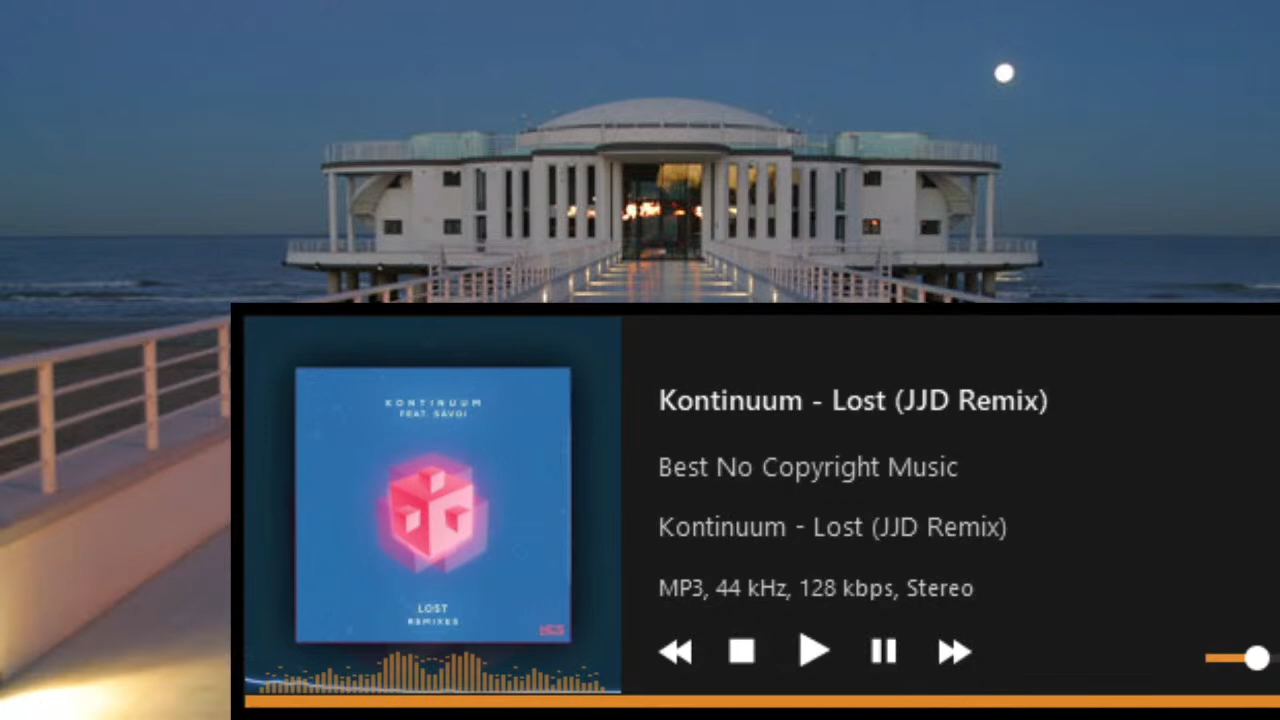 KONTINUUM
FEAT. SAVOI
LOST
REMIXES
NCS
Kontinuum - Lost (JJD Remix)
Best No Copyright Music
Kontinuum - Lost (JJD Remix)
MP3, 44 kHz, 128 kbps, Stereo